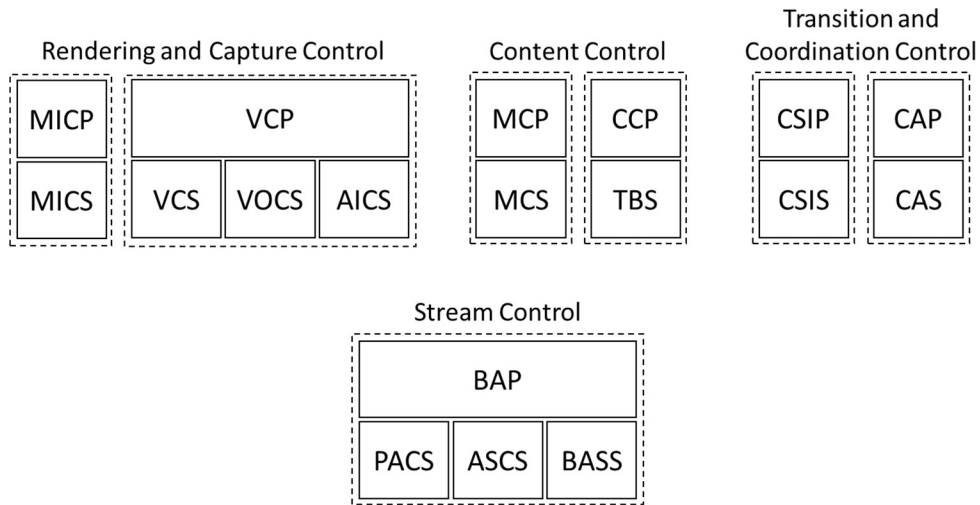 Rendering and Capture Control
MICP
VCP
MICS
VCS
VOCS
AICS
Content Control
MCP
CCP
MCS
TBS
Transition and
Coordination Control
CSIP
CAP
CSIS
CAS
Stream Control
BAP
PACS
ASCS
BASS